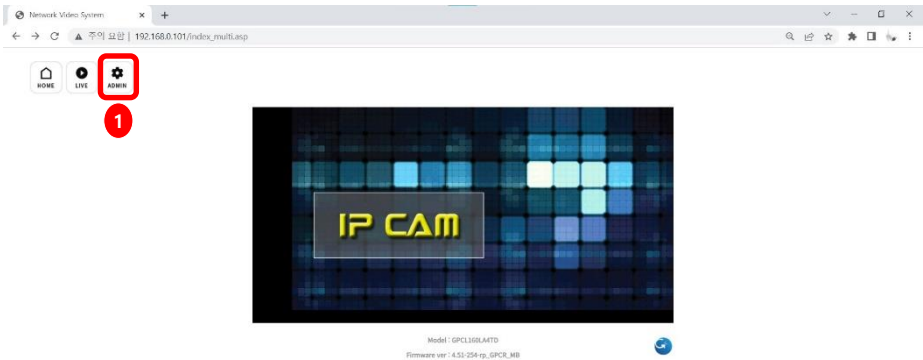 Network Video System
주의 요함 | 192.168.0.101/index_multi.asp
HOME LIVE ADMIN
1
IP CAM
Model : GPCL160LA4TD
Firmware ver : 4.51-254-rp_GPCR_MB